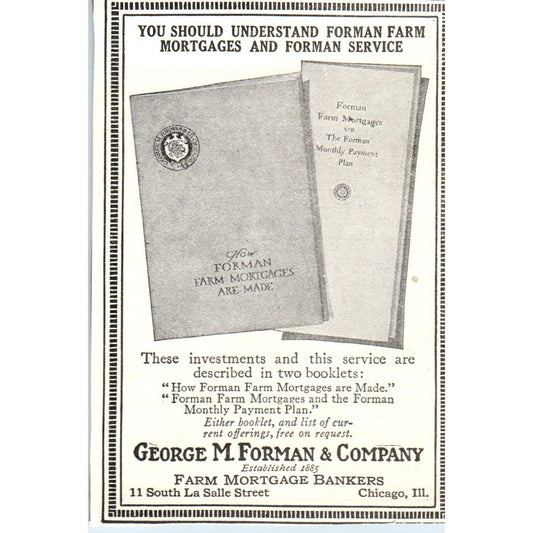 YOU SHOULD UNDERSTAND FORMAN FARM
MORTGAGES AND FORMAN SERVICE
Forman
Farm Mortgages
AND
The Forman
Monthly Payment
Plan
How
FORMAN
FARM MORTGAGES
ARE MADE
These investments and this service are
described in two booklets:
"How Forman Farm Mortgages are Made."
"Forman Farm Mortgages and the Forman
Monthly Payment Plan."
Either booklet, and list of cur-
rent offerings, free on request.
GEORGE M. FORMAN & COMPANY
Established 1885
FARM MORTGAGE BANKERS
11 South La Salle Street Chicago, Ill.